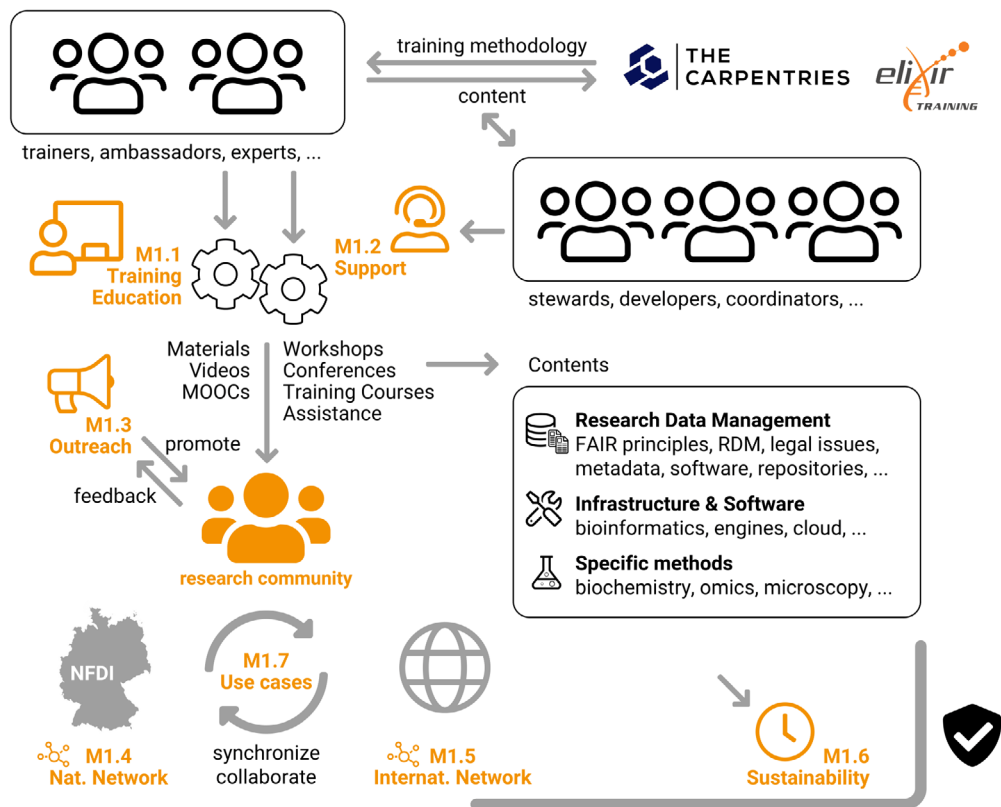 training methodology
THE
CARPENTRIES
elixir
TRAINING
content
trainers, ambassadors, experts, ...
M1.1
Training
Education
M1.2
Support
stewards, developers, coordinators, ...
Materials
Videos
MOOCs
Workshops
Conferences
Training Courses
Assistance
Contents
M1.3
Outreach
promote
feedback
research community
Research Data Management
FAIR principles, RDM, legal issues,
metadata, software, repositories, ...
Infrastructure & Software
bioinformatics, engines, cloud, ...
Specific methods
biochemistry, omics, microscopy, ...
NFDI
M1.7
Use cases
M1.4
Nat. Network
synchronize
collaborate
M1.5
Internat. Network
M1.6
Sustainability